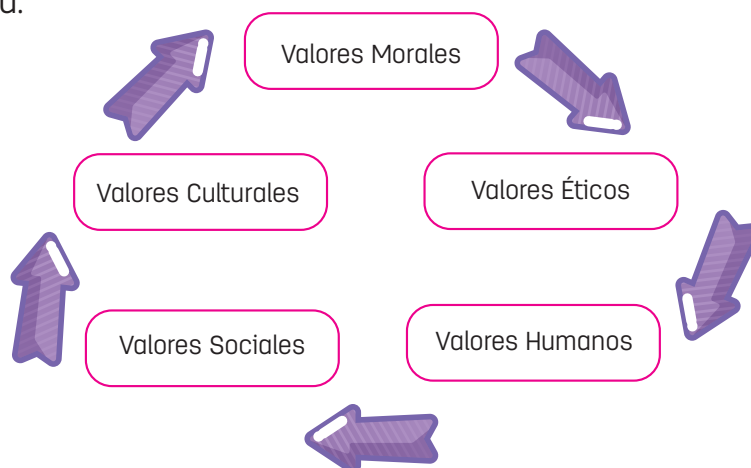 Valores Morales
Valores Culturales
Valores Éticos
Valores Sociales
Valores Humanos